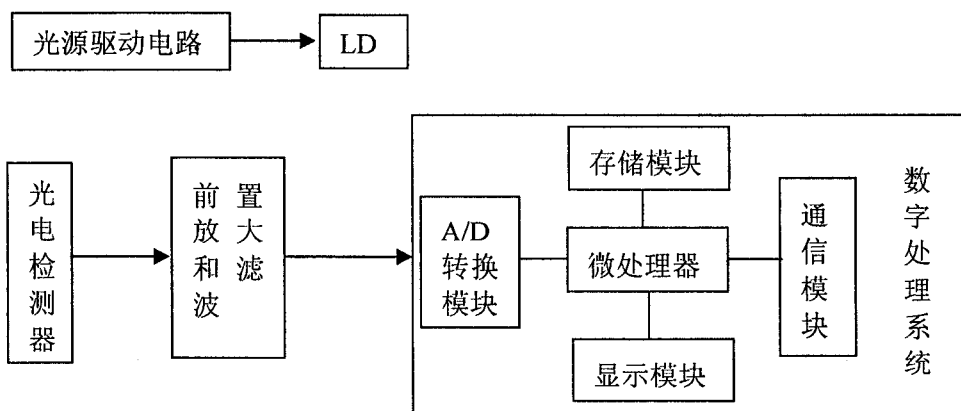 光源驱动电路
LD
光电检测器
前 置
放 大
和 滤
波
A/D
转换
模块
存储模块
微处理器
显示模块
通信模块
数字处理系统